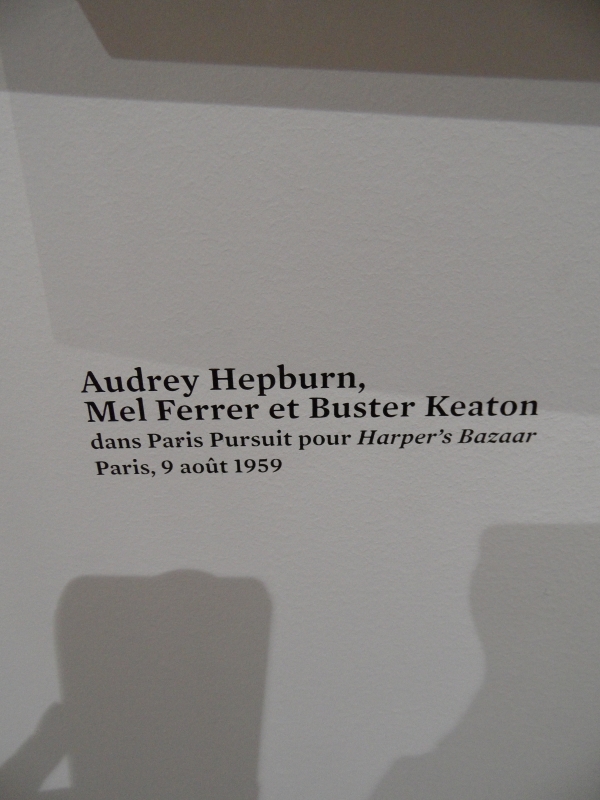 Audrey Hepburn,
Mel Ferrer et Buster Keaton
dans Paris Pursuit pour Harper's Bazaar
Paris, 9 août 1959